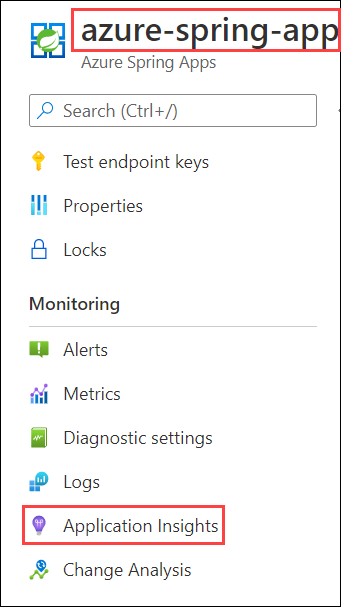 azure-spring-app
Azure Spring Apps
Search (Ctrl+/)
Test endpoint keys
Properties
Locks
Monitoring
Alerts
Metrics
Diagnostic settings
Logs
Application Insights
Change Analysis